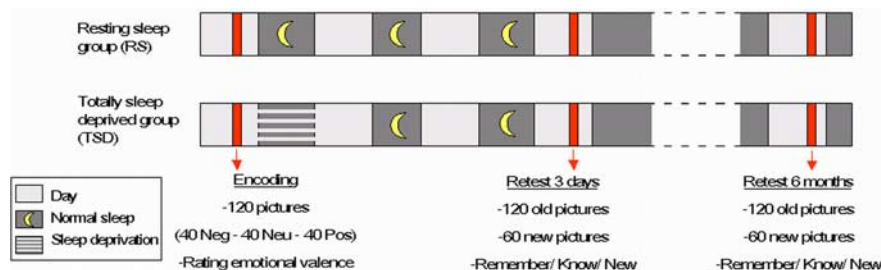 Resting sleep
group (RS)
Totally sleep
deprived group
(TSD)
Day
Normal sleep
Sleep deprivation
Encoding
-120 pictures
(40 Neg - 40 Neu - 40 Pos)
-Rating emotional valence
Retest 3 days
-120 old pictures
-60 new pictures
-Remember/ Know/ New
Retest 6 months
-120 old pictures
-60 new pictures
-Remember/ Know/ New